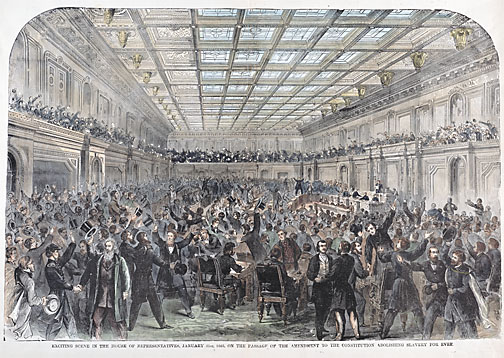 EXCITING SCENE IN THE HOUSE OF REPRESENTATIVES, JANUARY 31st, 1865, ON THE PASSAGE OF THE AMENDMENT TO THE CONSTITUTION ABOLISHING SLAVERY FOR EVER